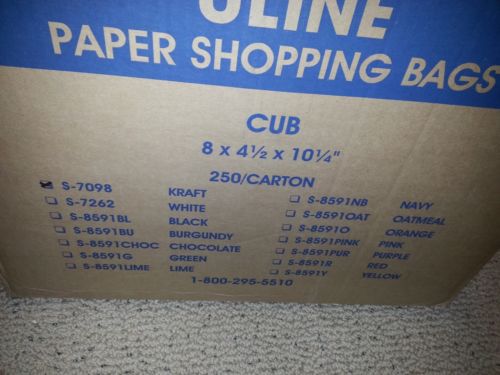 ULINE
PAPER SHOPPING BAGS
CUB
8 x 4½ x 10¼"
250/CARTON
S-7098 KRAFT
S-7262 WHITE
S-8591BL BLACK
S-8591BU BURGUNDY
S-8591CHOC CHOCOLATE
S-8591G GREEN
S-8591LIME LIME
S-8591NB NAVY
S-8591OAT OATMEAL
S-8591O ORANGE
S-8591PINK PINK
S-8591PUR PURPLE
S-8591R RED
S-8591Y YELLOW
1-800-295-5510